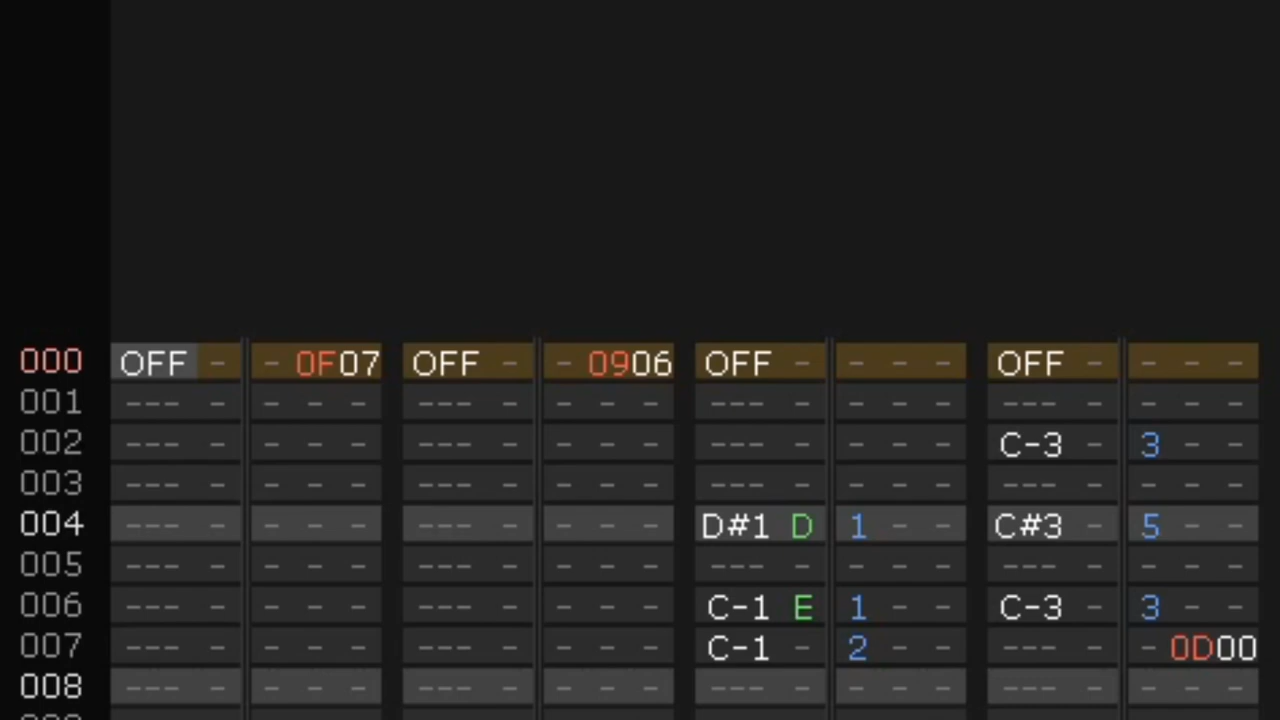 000 OFF - - 0F07 OFF - - 0906 OFF - - - - OFF - - - -
001 --- - - - - --- - - - - --- - - - - --- - - - -
002 --- - - - - --- - - - - --- - - - - C-3 - 3 - -
003 --- - - - - --- - - - - --- - - - - --- - - - -
004 --- - - - - --- - - - - D#1 D 1 - - C#3 - 5 - -
005 --- - - - - --- - - - - --- - - - - --- - - - -
006 --- - - - - --- - - - - C-1 E 1 - - C-3 - 3 - -
007 --- - - - - --- - - - - C-1 - 2 - - --- - - 0D00
008 --- - - - - --- - - - - --- - - - - --- - - - -